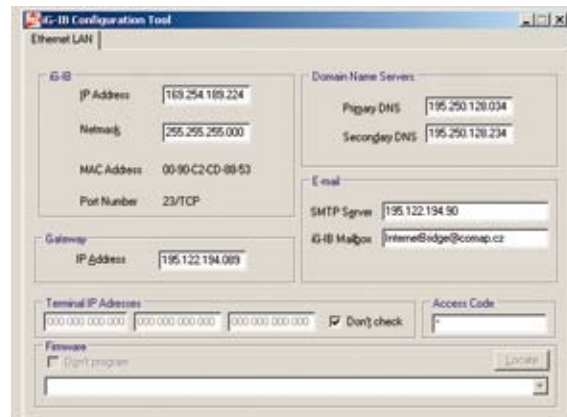 iG-IB Configuration Tool
Ethernet LAN
iG-IB
IP Address 169.254.189.224
Netmask 255.255.255.000
MAC Address 00-90-C2-CD-88-53
Port Number 23/TCP
Gateway
IP Address 195.122.194.089
Domain Name Servers
Primary DNS 195.250.128.034
Secondary DNS 195.250.128.234
E-mail
SMTP Server 195.122.194.90
iG-IB Mailbox InternetBridge@comap.cz
Terminal IP Adresses
000 000 000 000 000 000 000 000 000 000 000 000 Don't check
Access Code
*
Firmware
Don't program
Locate